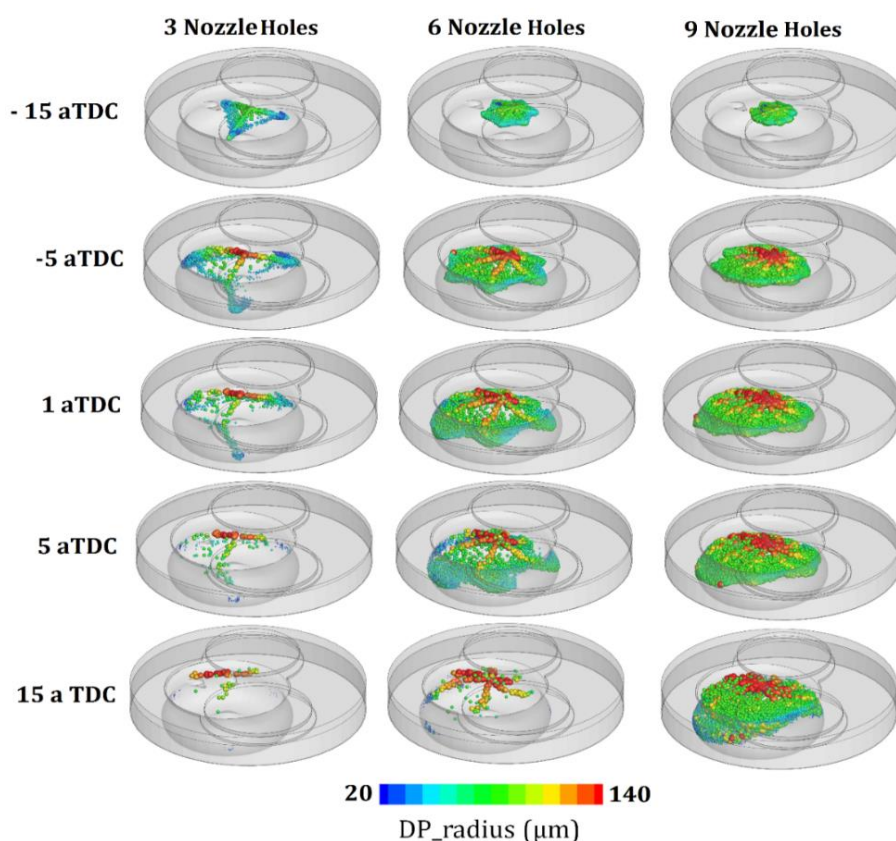 3 Nozzle Holes 6 Nozzle Holes 9 Nozzle Holes
- 15 aTDC
-5 aTDC
1 aTDC
5 aTDC
15 a TDC
20 140
DP_radius (μm)